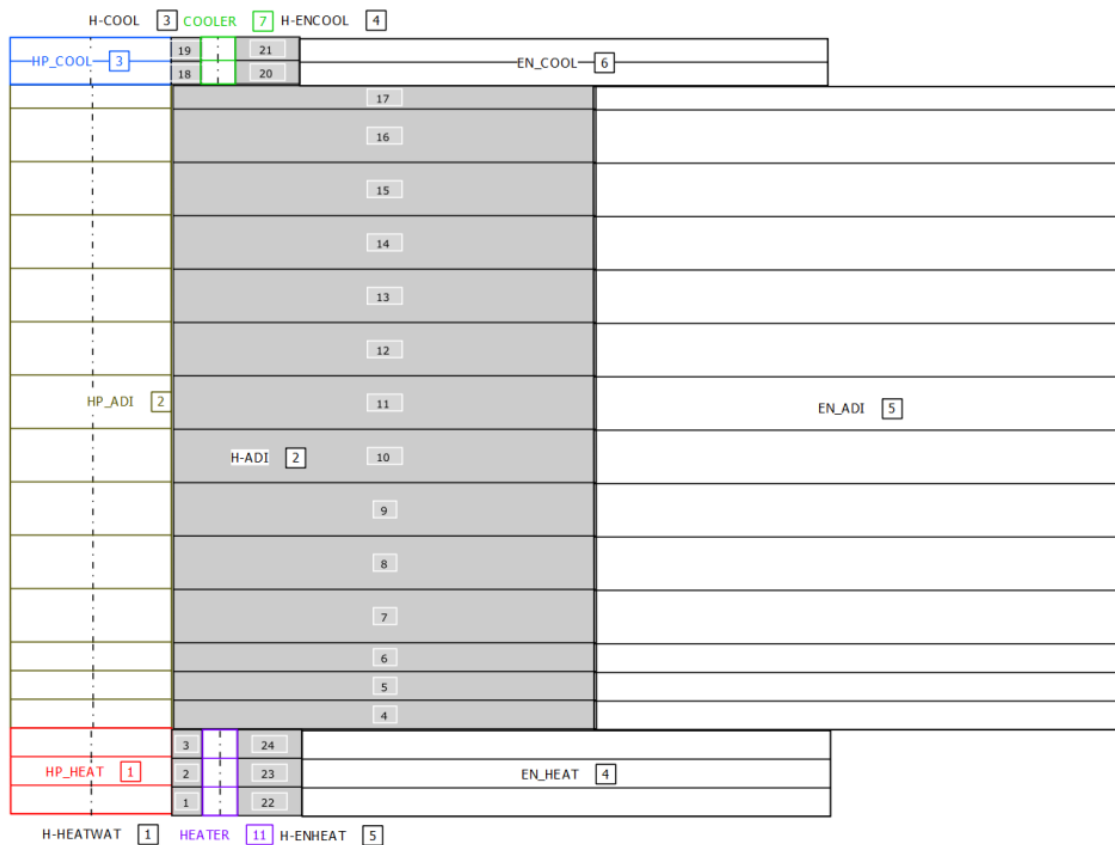 H-COOL 3 COOLER 7 H-ENCOOL 4
19 21
HP_COOL 3 EN_COOL 6
18 20
17
16
15
14
13
12
HP_ADI 2 11 EN_ADI 5
H-ADI 2 10
9
8
7
6
5
4
3 24
HP_HEAT 1 2 23 EN_HEAT 4
1 22
H-HEATWAT 1 HEATER 11 H-ENHEAT 5